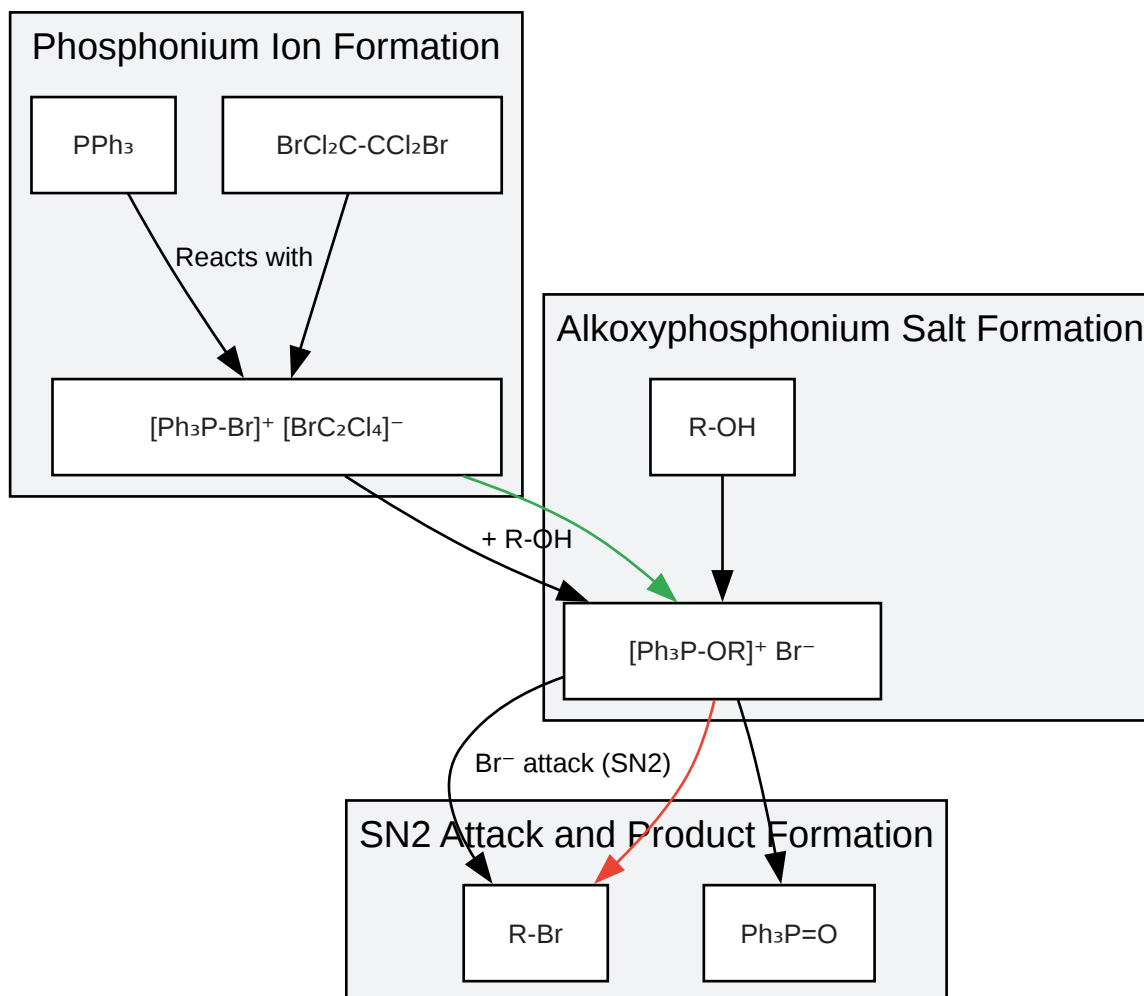 Phosphonium Ion Formation
PPh₃
BrCl₂C-CCl₂Br
Reacts with
[Ph₃P-Br]⁺ [BrC₂Cl₄]⁻
Alkoxyphosphonium Salt Formation
R-OH
+ R-OH
[Ph₃P-OR]⁺ Br⁻
Br⁻ attack (SN2)
SN2 Attack and Product Formation
R-Br
Ph₃P=O